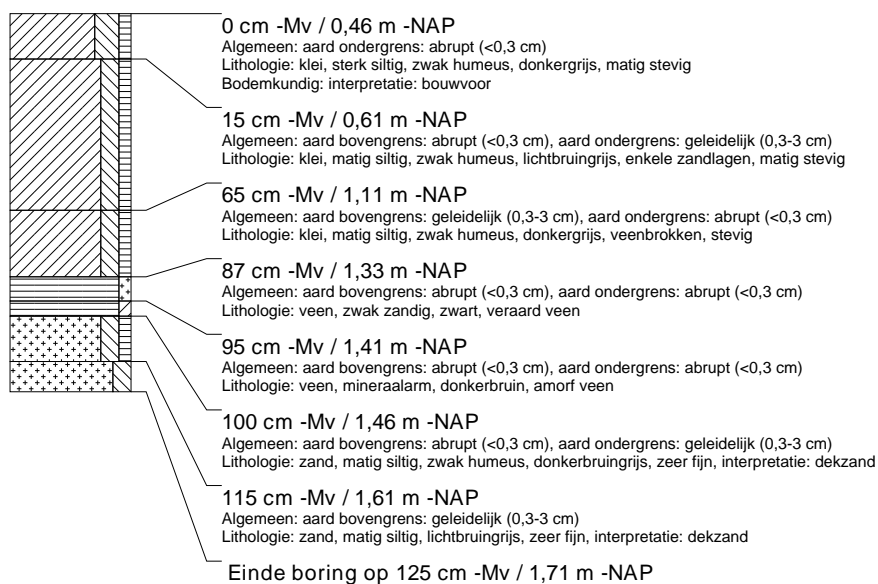 0 cm -Mv / 0,46 m -NAP
Algemeen: aard ondergrens: abrupt (<0,3 cm)
Lithologie: klei, sterk siltig, zwak humeus, donkergrijs, matig stevig
Bodemkundig: interpretatie: bouwvoor
15 cm -Mv / 0,61 m -NAP
Algemeen: aard bovengrens: abrupt (<0,3 cm), aard ondergrens: geleidelijk (0,3-3 cm)
Lithologie: klei, matig siltig, zwak humeus, lichtbruingrijs, enkele zandlagen, matig stevig
65 cm -Mv / 1,11 m -NAP
Algemeen: aard bovengrens: geleidelijk (0,3-3 cm), aard ondergrens: abrupt (<0,3 cm)
Lithologie: klei, matig siltig, zwak humeus, donkergrijs, veenbrokken, stevig
87 cm -Mv / 1,33 m -NAP
Algemeen: aard bovengrens: abrupt (<0,3 cm), aard ondergrens: abrupt (<0,3 cm)
Lithologie: veen, zwak zandig, zwart, veraard veen
95 cm -Mv / 1,41 m -NAP
Algemeen: aard bovengrens: abrupt (<0,3 cm), aard ondergrens: abrupt (<0,3 cm)
Lithologie: veen, mineraalarm, donkerbruin, amorf veen
100 cm -Mv / 1,46 m -NAP
Algemeen: aard bovengrens: abrupt (<0,3 cm), aard ondergrens: geleidelijk (0,3-3 cm)
Lithologie: zand, matig siltig, zwak humeus, donkerbruingrijs, zeer fijn, interpretatie: dekzand
115 cm -Mv / 1,61 m -NAP
Algemeen: aard bovengrens: geleidelijk (0,3-3 cm)
Lithologie: zand, matig siltig, lichtbruingrijs, zeer fijn, interpretatie: dekzand
Einde boring op 125 cm -Mv / 1,71 m -NAP